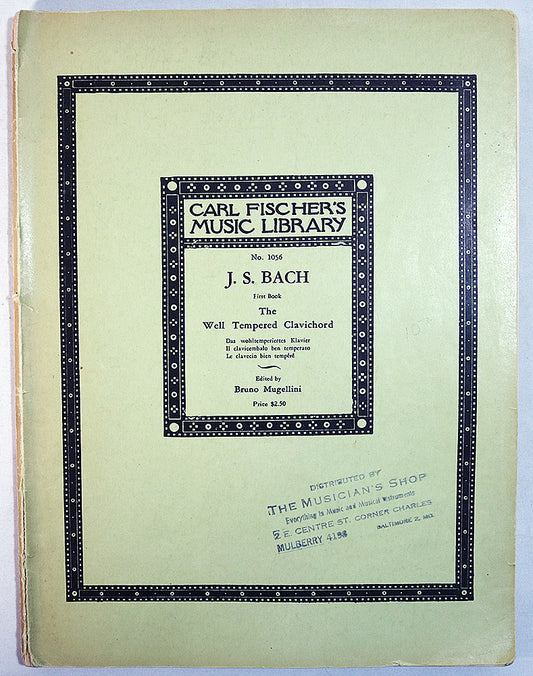 CARL FISCHER'S
MUSIC LIBRARY
No. 1056
J. S. BACH
First Book
The
Well Tempered Clavichord
Das wohltemperiertes Klavier
Il clavicembalo ben temperato
Le clavecin bien tempéré
Edited by
Bruno Mugellini
Price $2.50
DISTRIBUTED BY
THE MUSICIAN'S SHOP
Everything in Music and Musical Instruments
2 E. CENTRE ST. CORNER CHARLES
BALTIMORE 2, MD.
MULBERRY